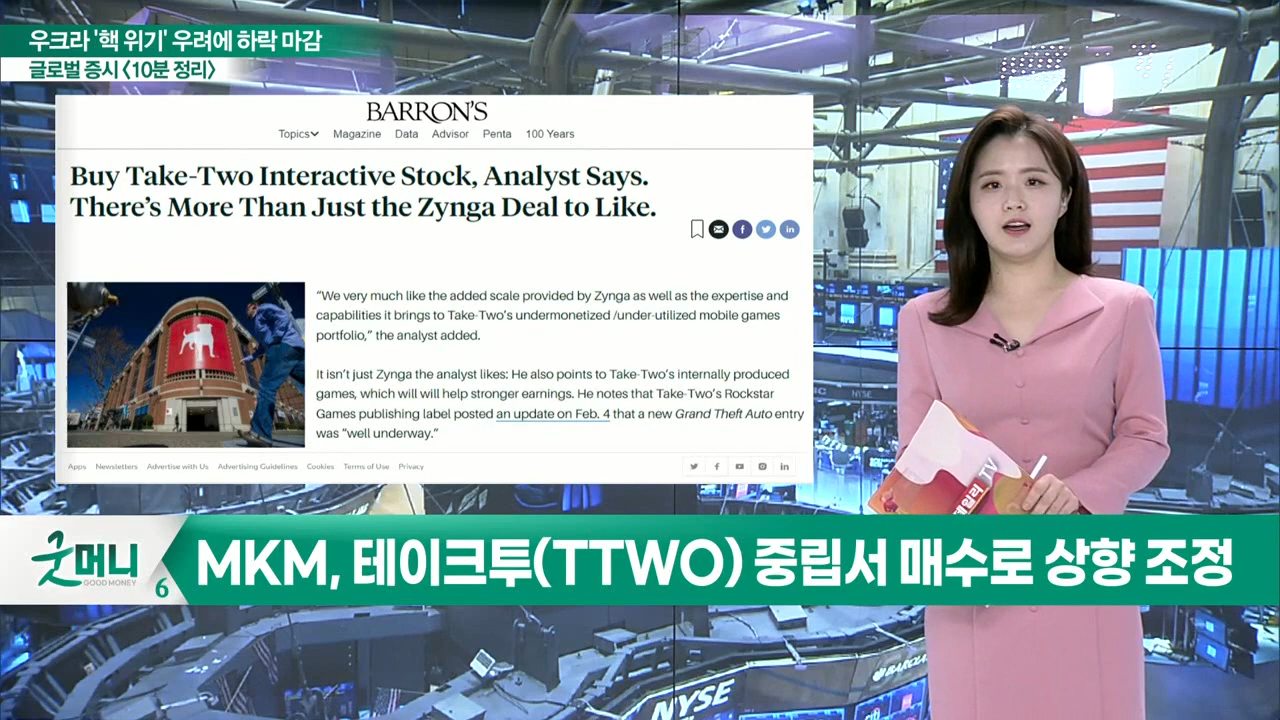 우크라 '핵 위기' 우려에 하락 마감
글로벌 증시 <10분 정리>
BARRON'S
Topics Magazine Data Advisor Penta 100 Years
Buy Take-Two Interactive Stock, Analyst Says.
There's More Than Just the Zynga Deal to Like.
"We very much like the added scale provided by Zynga as well as the expertise and
capabilities it brings to Take-Two's undermonetized /under-utilized mobile games
portfolio," the analyst added.
It isn't just Zynga the analyst likes: He also points to Take-Two's internally produced
games, which will will help stronger earnings. He notes that Take-Two's Rockstar
Games publishing label posted an update on Feb. 4 that a new Grand Theft Auto entry
was "well underway."
Apps Newsletters Advertise with Us Advertising Guidelines Cookies Terms of Use Privacy
데일리 TV
굿머니
GOOD MONEY
6
MKM, 테이크투(TTWO) 중립서 매수로 상향 조정
BARCLAYS
NYSE
citi